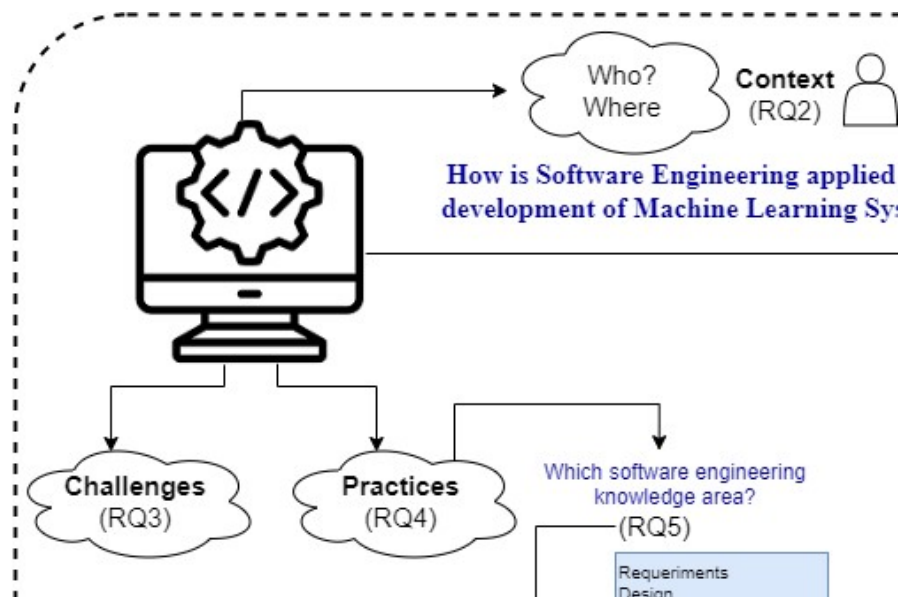 Who?
Where
Context
(RQ2)
How is Software Engineering applied
development of Machine Learning
</>
Challenges
(RQ3)
Practices
(RQ4)
Which software engineering
knowledge area?
(RQ5)
Requeriments
Design